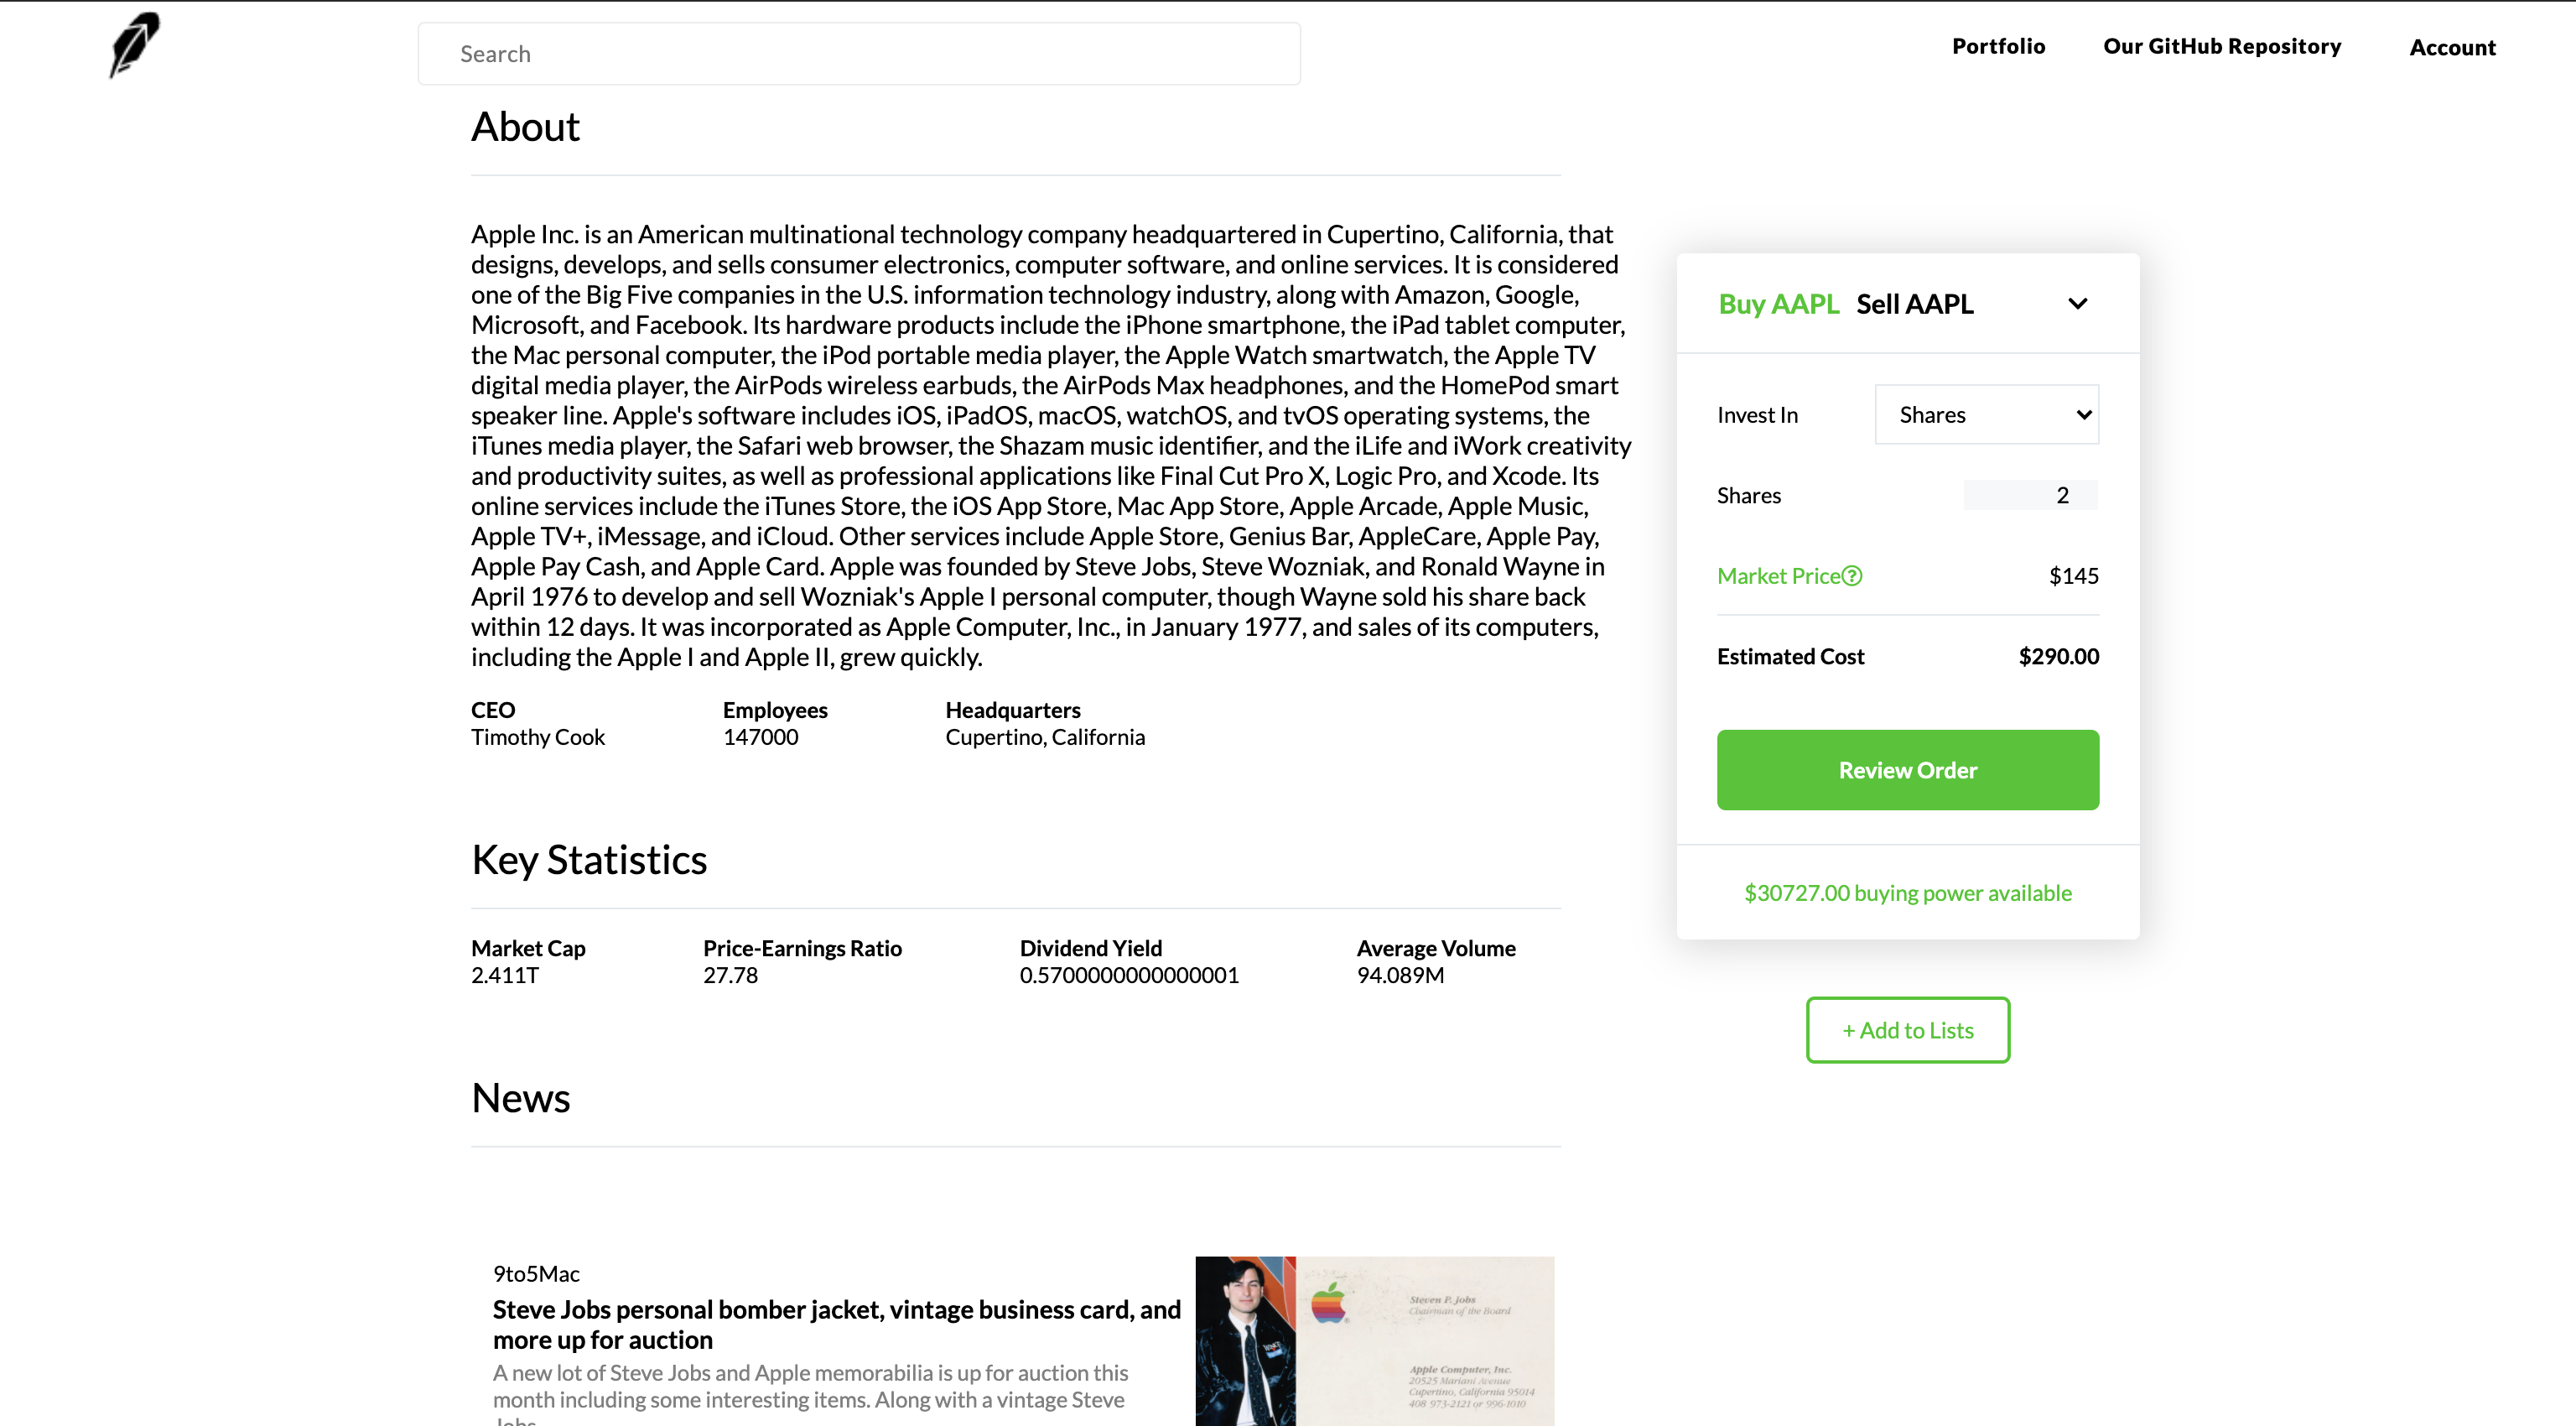 Search
Portfolio
Our GitHub Repository
Account
About
Apple Inc. is an American multinational technology company headquartered in Cupertino, California, that
designs, develops, and sells consumer electronics, computer software, and online services. It is considered
one of the Big Five companies in the U.S. information technology industry, along with Amazon, Google,
Microsoft, and Facebook. Its hardware products include the iPhone smartphone, the iPad tablet computer,
the Mac personal computer, the iPod portable media player, the Apple Watch smartwatch, the Apple TV
digital media player, the AirPods wireless earbuds, the AirPods Max headphones, and the HomePod smart
speaker line. Apple's software includes iOS, iPadOS, macOS, watchOS, and tvOS operating systems, the
iTunes media player, the Safari web browser, the Shazam music identifier, and the iLife and iWork creativity
and productivity suites, as well as professional applications like Final Cut Pro X, Logic Pro, and Xcode. Its
online services include the iTunes Store, the iOS App Store, Mac App Store, Apple Arcade, Apple Music,
Apple TV+, iMessage, and iCloud. Other services include Apple Store, Genius Bar, AppleCare, Apple Pay,
Apple Pay Cash, and Apple Card. Apple was founded by Steve Jobs, Steve Wozniak, and Ronald Wayne in
April 1976 to develop and sell Wozniak's Apple I personal computer, though Wayne sold his share back
within 12 days. It was incorporated as Apple Computer, Inc., in January 1977, and sales of its computers,
including the Apple I and Apple II, grew quickly.
CEO
Timothy Cook
Employees
147000
Headquarters
Cupertino, California
Key Statistics
Market Cap
2.411T
Price-Earnings Ratio
27.78
Dividend Yield
0.5700000000000001
Average Volume
94.089M
News
9to5Mac
Steve Jobs personal bomber jacket, vintage business card, and
more up for auction
A new lot of Steve Jobs and Apple memorabilia is up for auction this
month including some interesting items. Along with a vintage Steve
Jobs
Steven P. Jobs
Chairman of the Board
Apple Computer, Inc.
20525 Mariani Avenue
Cupertino, California 95014
408 973-2121 or 996-1010
Buy AAPL Sell AAPL
Invest In
Shares
Shares
2
Market Price
$145
Estimated Cost
$290.00
Review Order
$30727.00 buying power available
+ Add to Lists